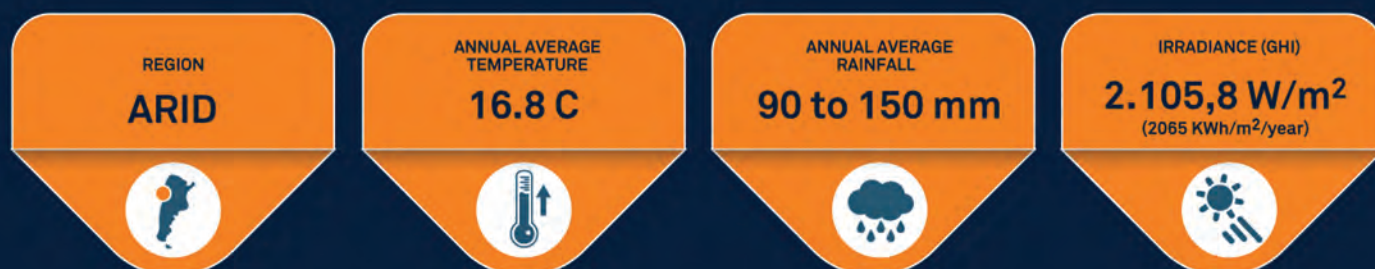 REGION
ARID
ANNUAL AVERAGE
TEMPERATURE
16.8 C
ANNUAL AVERAGE
RAINFALL
90 to 150 mm
IRRADIANCE (GHI)
2.105,8 W/m²
(2065 KWh/m²/year)